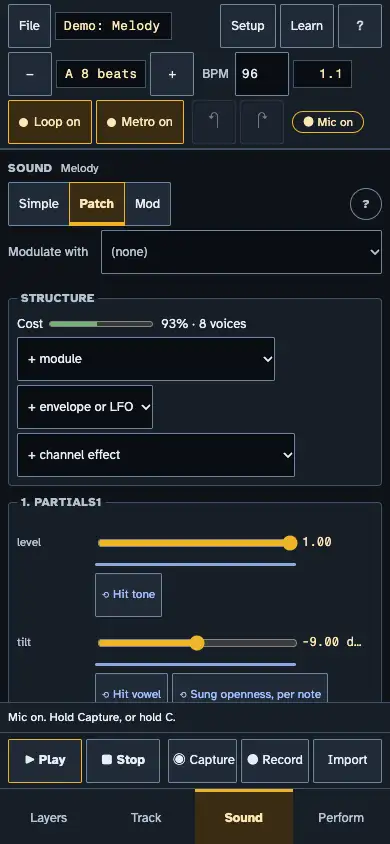 File Demo: Melody Setup Learn ?
− A 8 beats + BPM 96 1.1
Loop on Metro on Mic on
SOUND Melody
Simple Patch Mod ?
Modulate with (none)
STRUCTURE
Cost 93% · 8 voices
+ module
+ envelope or LFO
+ channel effect
1. PARTIALS1
level 1.00
⟲ Hit tone
tilt -9.00 d…
⟲ Hit vowel ⟲ Sung openness, per note
Mic on. Hold Capture, or hold C.
▶ Play Stop Capture Record Import
Layers Track Sound Perform